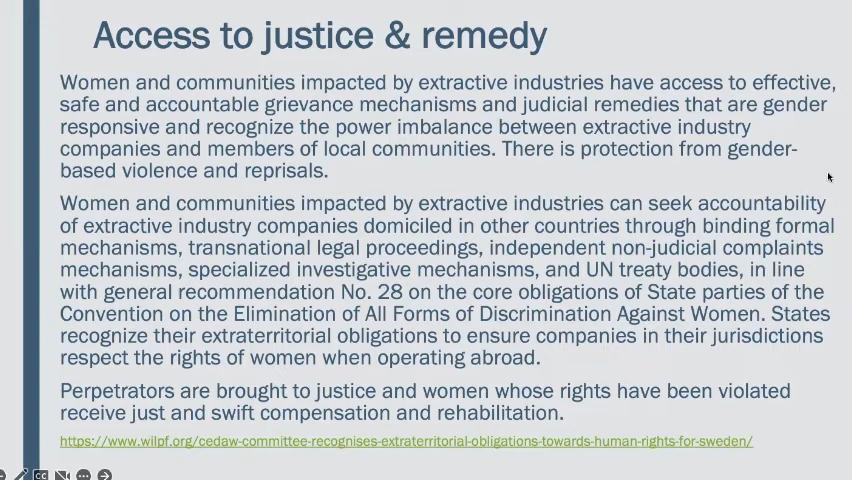 Access to justice & remedy
Women and communities impacted by extractive industries have access to effective,
safe and accountable grievance mechanisms and judicial remedies that are gender
responsive and recognize the power imbalance between extractive industry
companies and members of local communities. There is protection from gender-
based violence and reprisals.
Women and communities impacted by extractive industries can seek accountability
of extractive industry companies domiciled in other countries through binding formal
mechanisms, transnational legal proceedings, independent non-judicial complaints
mechanisms, specialized investigative mechanisms, and UN treaty bodies, in line
with general recommendation No. 28 on the core obligations of State parties of the
Convention on the Elimination of All Forms of Discrimination Against Women. States
recognize their extraterritorial obligations to ensure companies in their jurisdictions
respect the rights of women when operating abroad.
Perpetrators are brought to justice and women whose rights have been violated
receive just and swift compensation and rehabilitation.
https://www.wilpf.org/cedaw-committee-recognises-extraterritorial-obligations-towards-human-rights-for-sweden/
CC